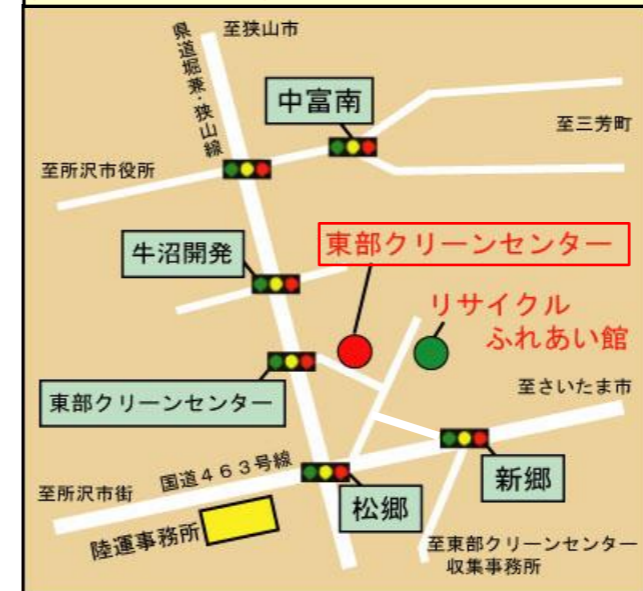 至狭山市
県道堀兼・狭山線
中富南
至三芳町
至所沢市役所
牛沼開発
東部クリーンセンター
リサイクル
ふれあい館
至さいたま市
東部クリーンセンター
国道４６３号線
新郷
至所沢市街
松郷
陸運事務所
至東部クリーンセンター
収集事務所